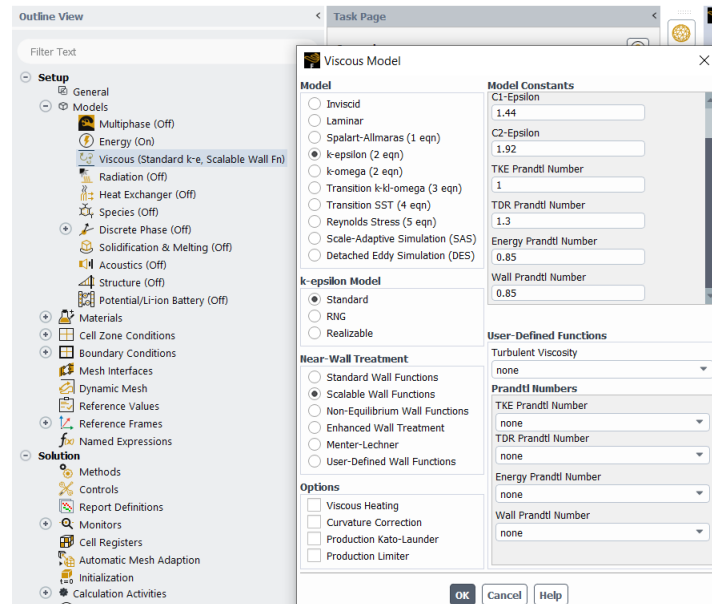 Outline View
Filter Text
Setup
General
Models
Multiphase (Off)
Energy (On)
Viscous (Standard k-e, Scalable Wall Fn)
Radiation (Off)
Heat Exchanger (Off)
Species (Off)
Discrete Phase (Off)
Solidification & Melting (Off)
Acoustics (Off)
Structure (Off)
Potential/Li-ion Battery (Off)
Materials
Cell Zone Conditions
Boundary Conditions
Mesh Interfaces
Dynamic Mesh
Reference Values
Reference Frames
Named Expressions
Solution
Methods
Controls
Report Definitions
Monitors
Cell Registers
Automatic Mesh Adaption
Initialization
Calculation Activities
Task Page
Viscous Model
Model
Inviscid
Laminar
Spalart-Allmaras (1 eqn)
k-epsilon (2 eqn)
k-omega (2 eqn)
Transition k-kl-omega (3 eqn)
Transition SST (4 eqn)
Reynolds Stress (5 eqn)
Scale-Adaptive Simulation (SAS)
Detached Eddy Simulation (DES)
k-epsilon Model
Standard
RNG
Realizable
Near-Wall Treatment
Standard Wall Functions
Scalable Wall Functions
Non-Equilibrium Wall Functions
Enhanced Wall Treatment
Menter-Lechner
User-Defined Wall Functions
Options
Viscous Heating
Curvature Correction
Production Kato-Launder
Production Limiter
Model Constants
C1-Epsilon
1.44
C2-Epsilon
1.92
TKE Prandtl Number
1
TDR Prandtl Number
1.3
Energy Prandtl Number
0.85
Wall Prandtl Number
0.85
User-Defined Functions
Turbulent Viscosity
none
Prandtl Numbers
TKE Prandtl Number
none
TDR Prandtl Number
none
Energy Prandtl Number
none
Wall Prandtl Number
none
OK
Cancel
Help